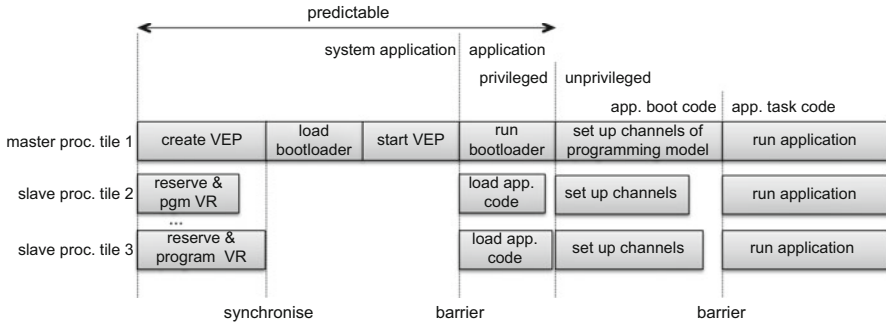 predictable
system application
application
privileged
unprivileged
app. boot code
app. task code
master proc. tile 1
create VEP
load
bootloader
start VEP
run
bootloader
set up channels of
programming model
run application
slave proc. tile 2
reserve &
pgm VR
load app.
code
set up channels
run application
...
slave proc. tile 3
reserve &
program VR
load app.
code
set up channels
run application
synchronise
barrier
barrier